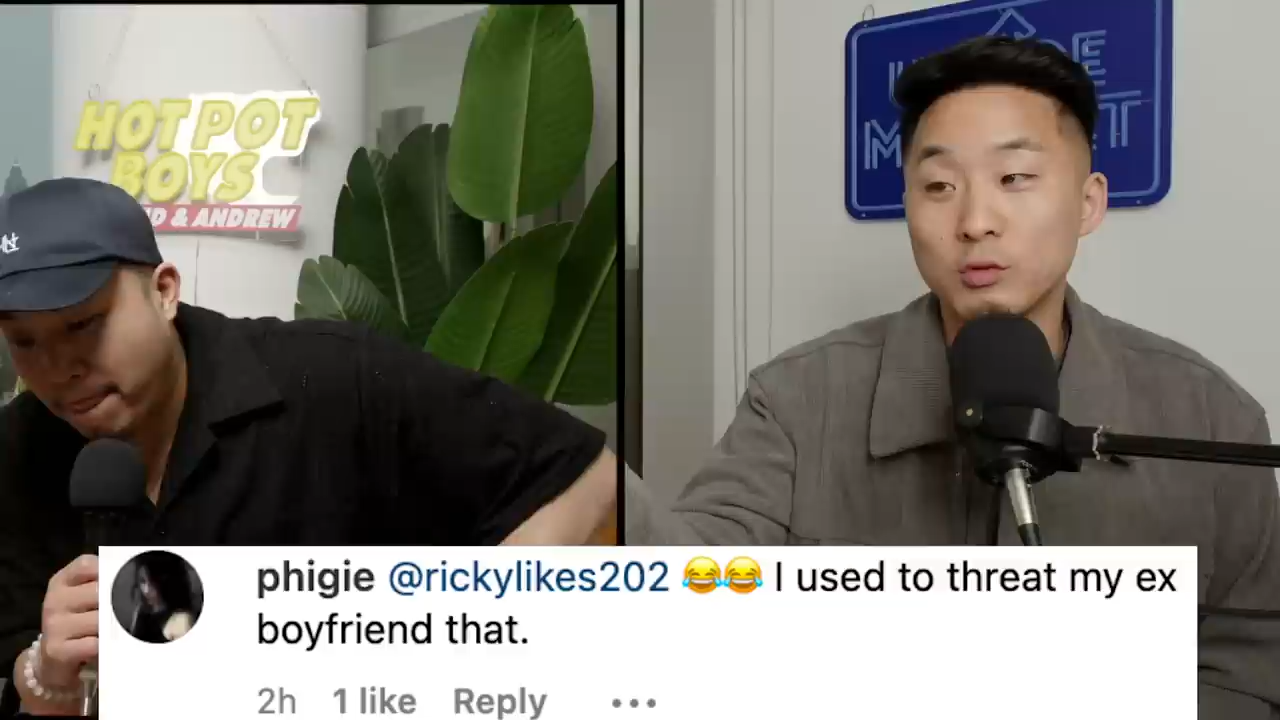 HOT POT
BOYS
& ANDREW
phigie @rickylikes202 😂😂 I used to threat my ex
boyfriend that.
2h 1 like Reply ...